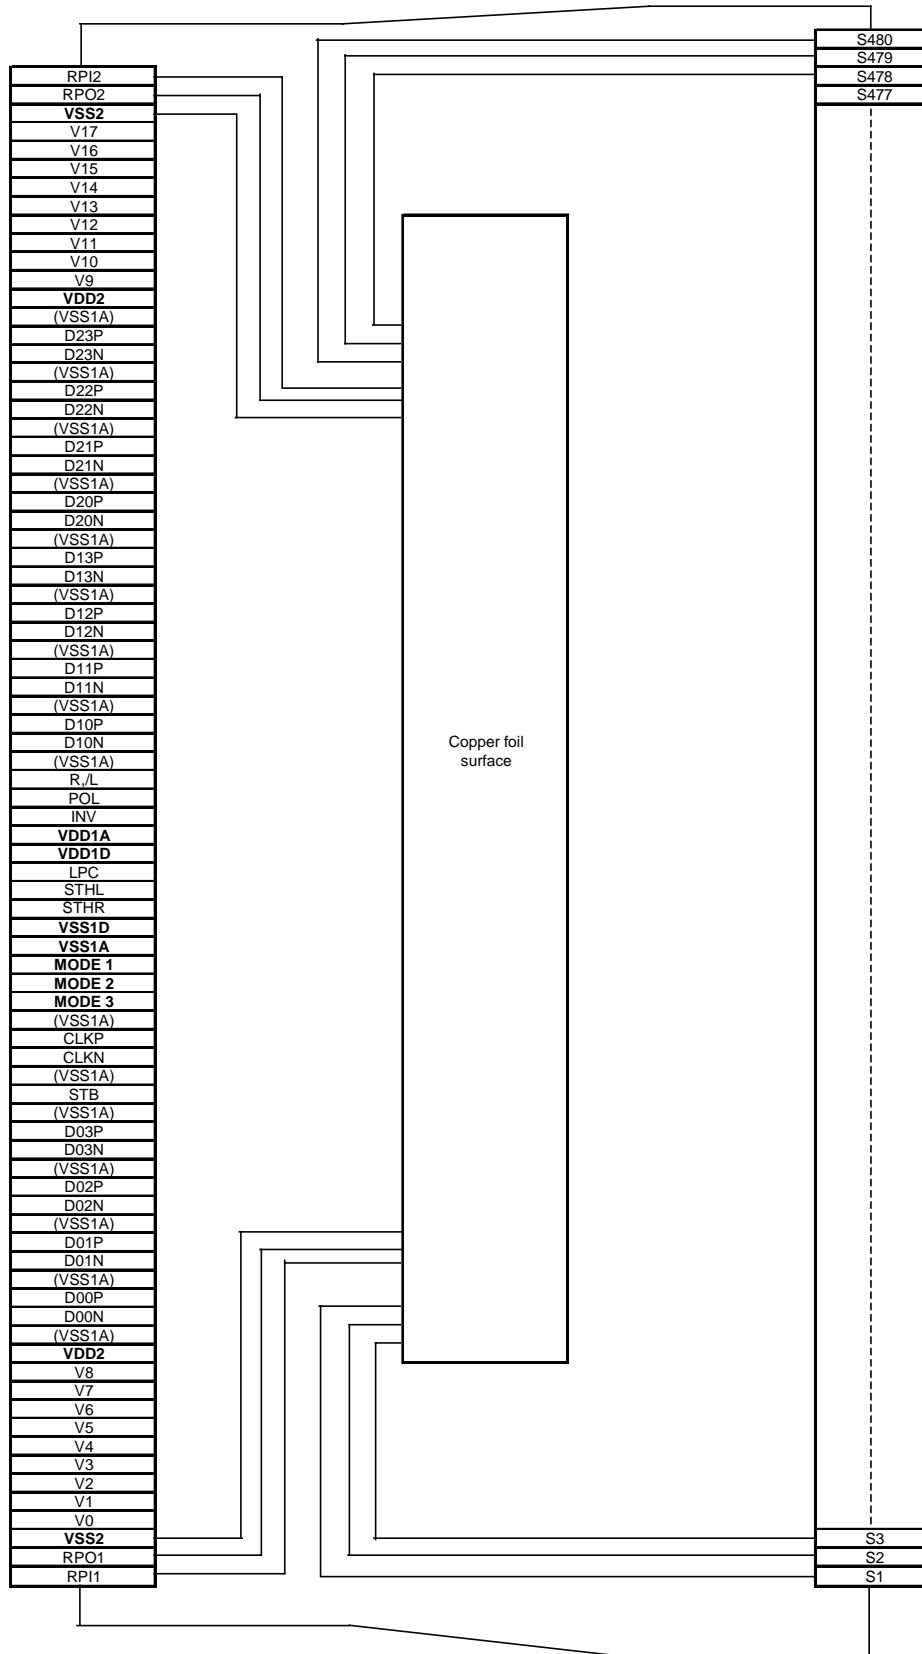 RPI2
RPO2
VSS2
V17
V16
V15
V14
V13
V12
V11
V10
V9
VDD2
(VSS1A)
D23P
D23N
(VSS1A)
D22P
D22N
(VSS1A)
D21P
D21N
(VSS1A)
D20P
D20N
(VSS1A)
D13P
D13N
(VSS1A)
D12P
D12N
(VSS1A)
D11P
D11N
(VSS1A)
D10P
D10N
(VSS1A)
R,/L
POL
INV
VDD1A
VDD1D
LPC
STHL
STHR
VSS1D
VSS1A
MODE 1
MODE 2
MODE 3
(VSS1A)
CLKP
CLKN
(VSS1A)
STB
(VSS1A)
D03P
D03N
(VSS1A)
D02P
D02N
(VSS1A)
D01P
D01N
(VSS1A)
D00P
D00N
(VSS1A)
VDD2
V8
V7
V6
V5
V4
V3
V2
V1
V0
VSS2
RPO1
RPI1
Copper foil
surface
S480
S479
S478
S477
S3
S2
S1